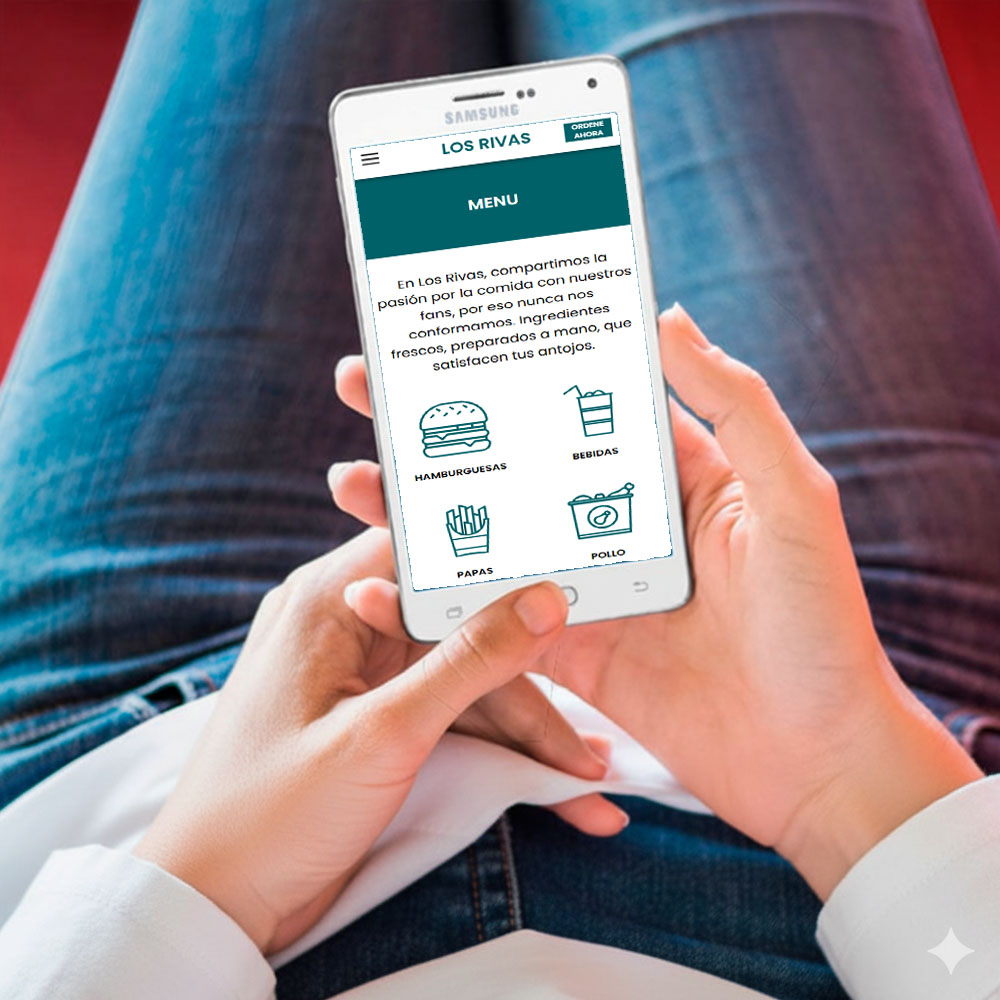 SAMSUNG
LOS RIVAS
ORDENE
AHORA
MENU
En Los Rivas, compartimos la
pasión por la comida con nuestros
fans, por eso nunca nos
conformamos. Ingredientes
frescos, preparados a mano, que
satisfacen tus antojos.
HAMBURGUESAS
BEBIDAS
PAPAS
POLLO